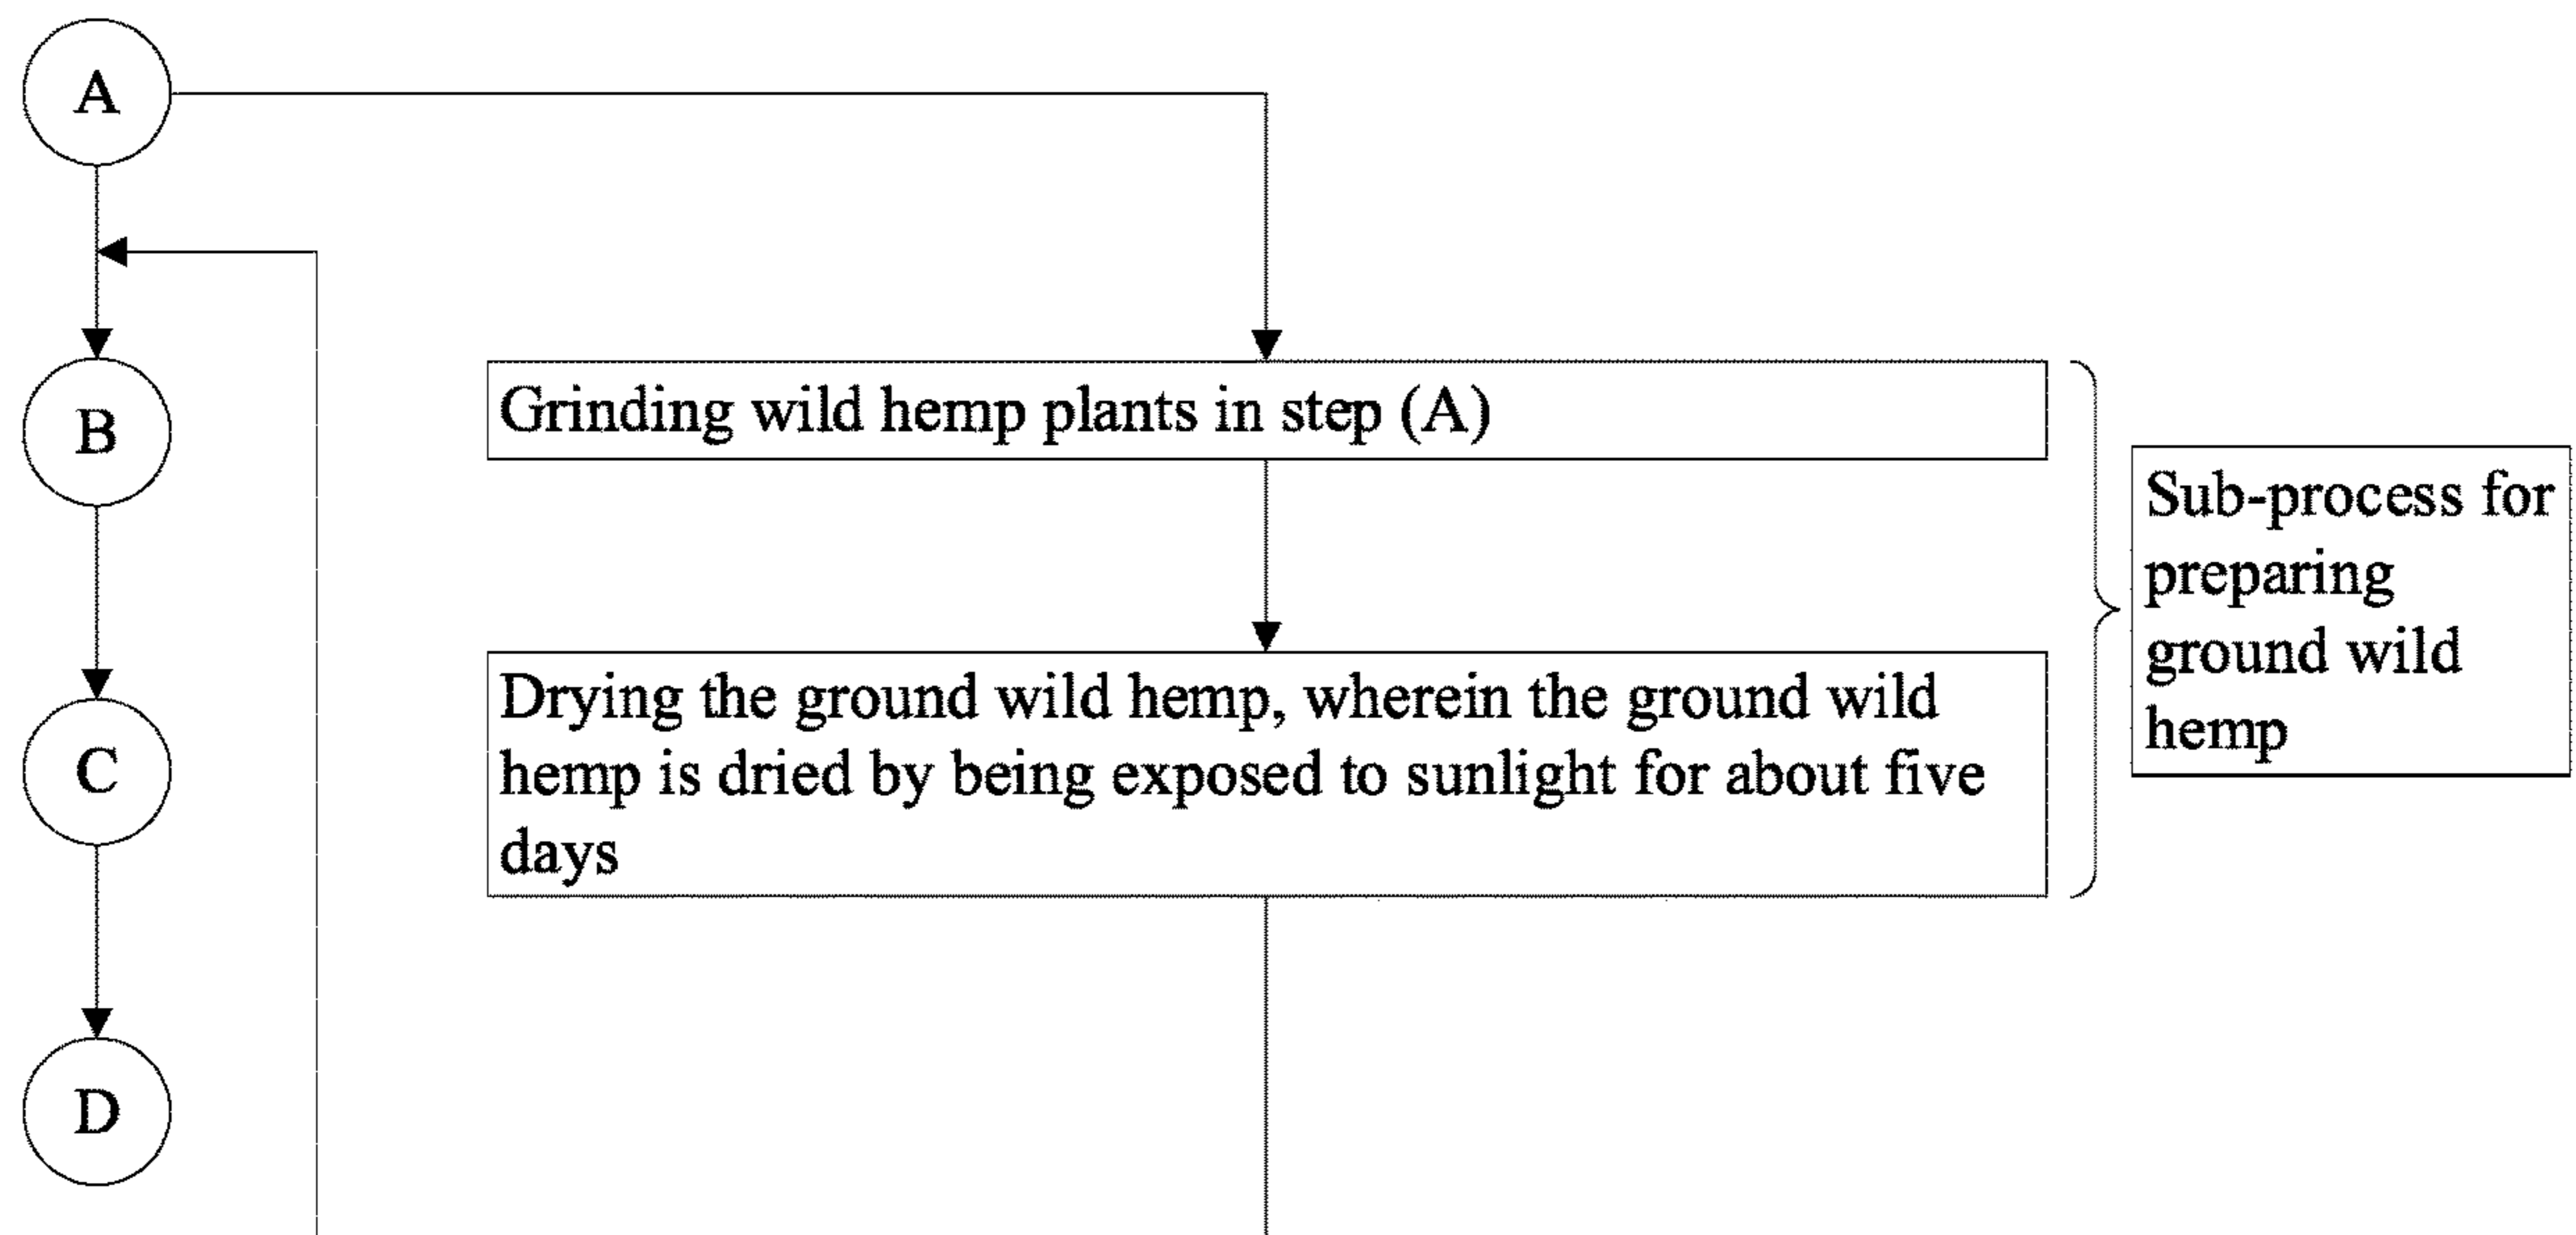 A
B
C
D
Grinding wild hemp plants in step (A)
Drying the ground wild hemp, wherein the ground wild
hemp is dried by being exposed to sunlight for about five
days
Sub-process for
preparing
ground wild
hemp